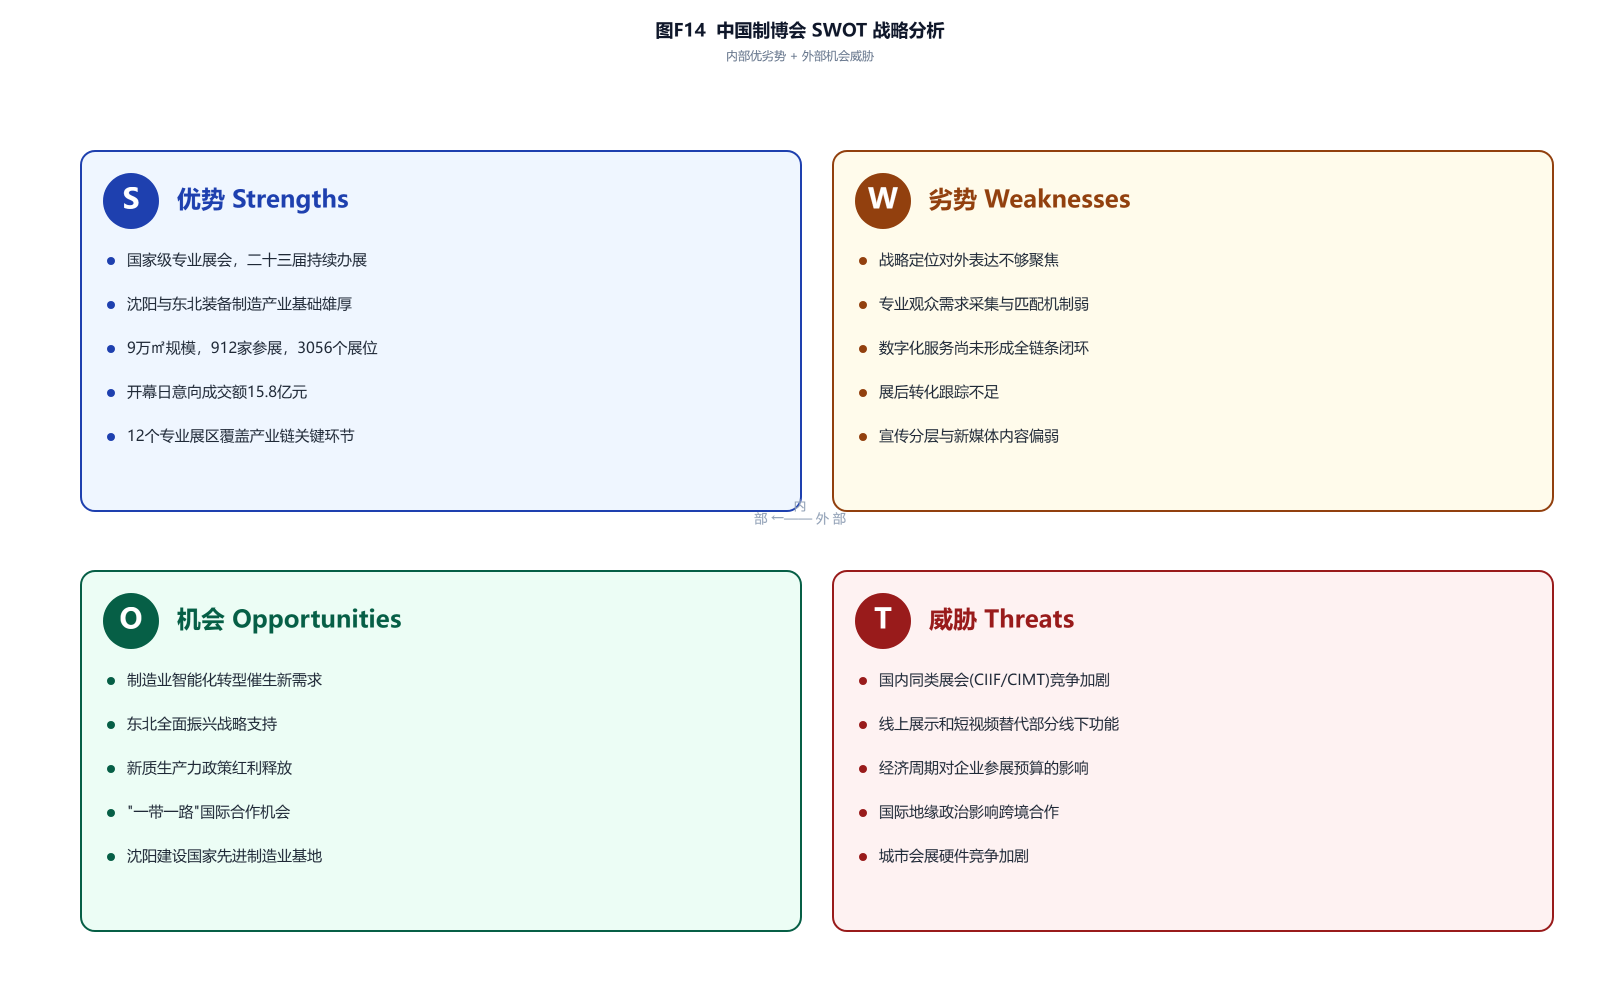 图F14 中国制博会 SWOT 战略分析
内部优劣势 + 外部机会威胁
S 优势 Strengths
国家级专业展会，二十三届持续办展
沈阳与东北装备制造产业基础雄厚
9万㎡规模，912家参展，3056个展位
开幕日意向成交额15.8亿元
12个专业展区覆盖产业链关键环节
W 劣势 Weaknesses
战略定位对外表达不够聚焦
专业观众需求采集与匹配机制弱
数字化服务尚未形成全链条闭环
展后转化跟踪不足
宣传分层与新媒体内容偏弱
内
部 ←—— 外 部
O 机会 Opportunities
制造业智能化转型催生新需求
东北全面振兴战略支持
新质生产力政策红利释放
"一带一路"国际合作机会
沈阳建设国家先进制造业基地
T 威胁 Threats
国内同类展会(CIIF/CIMT)竞争加剧
线上展示和短视频替代部分线下功能
经济周期对企业参展预算的影响
国际地缘政治影响跨境合作
城市会展硬件竞争加剧